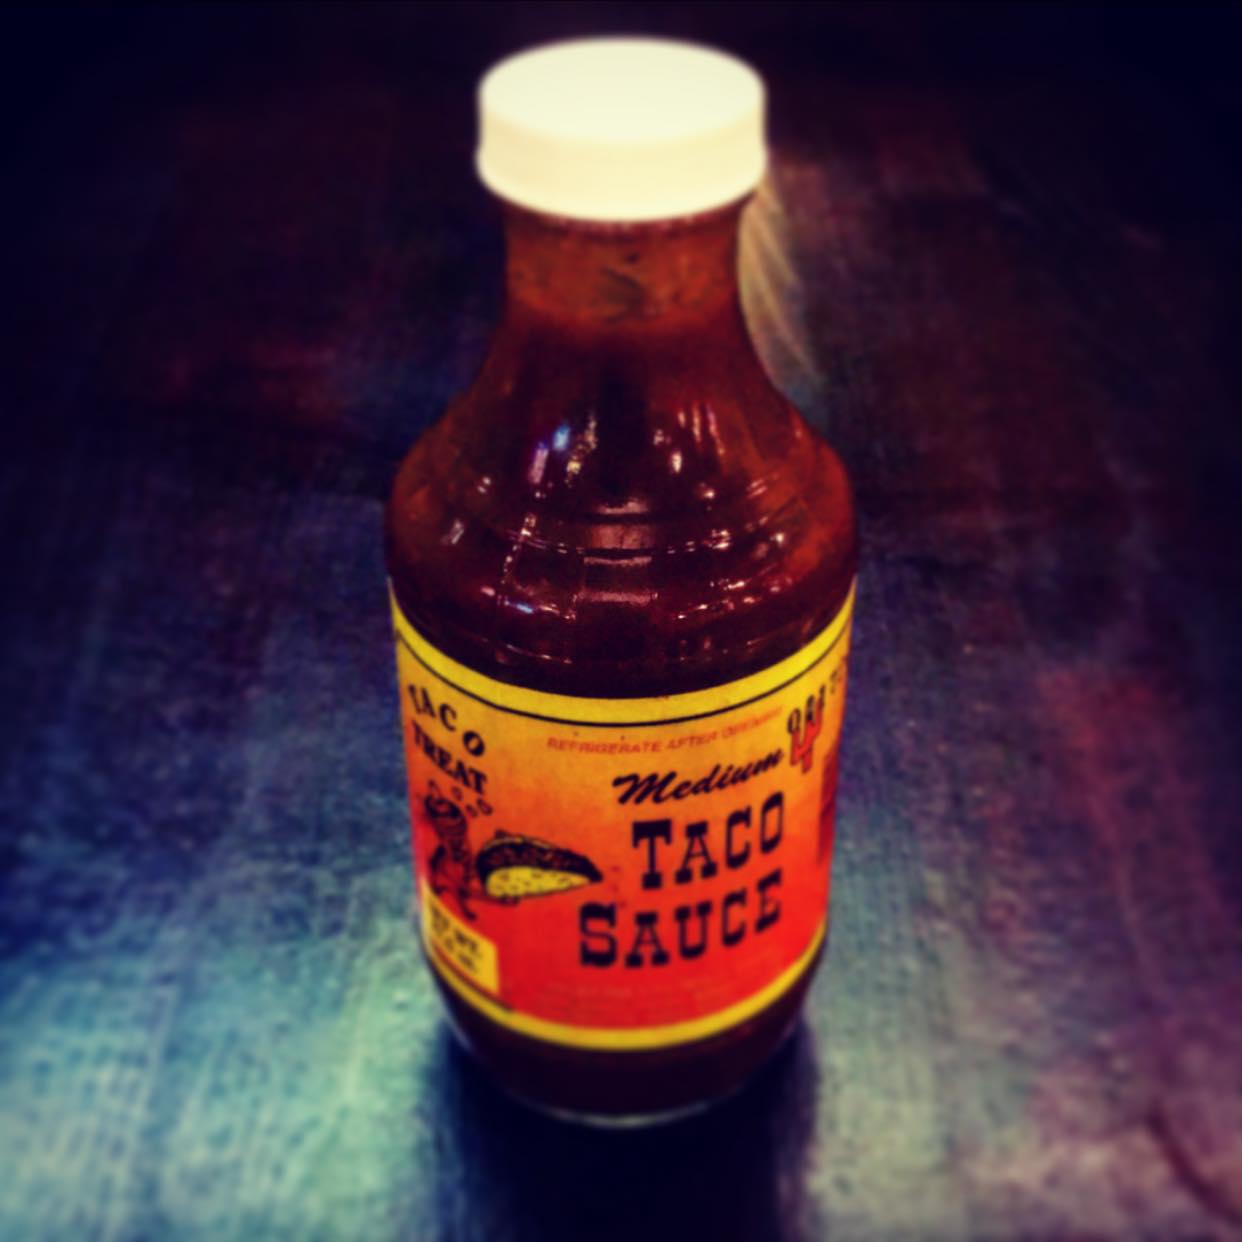 TACO
TREAT
REFRIGERATE AFTER OPENING
Medium
TACO
SAUCE